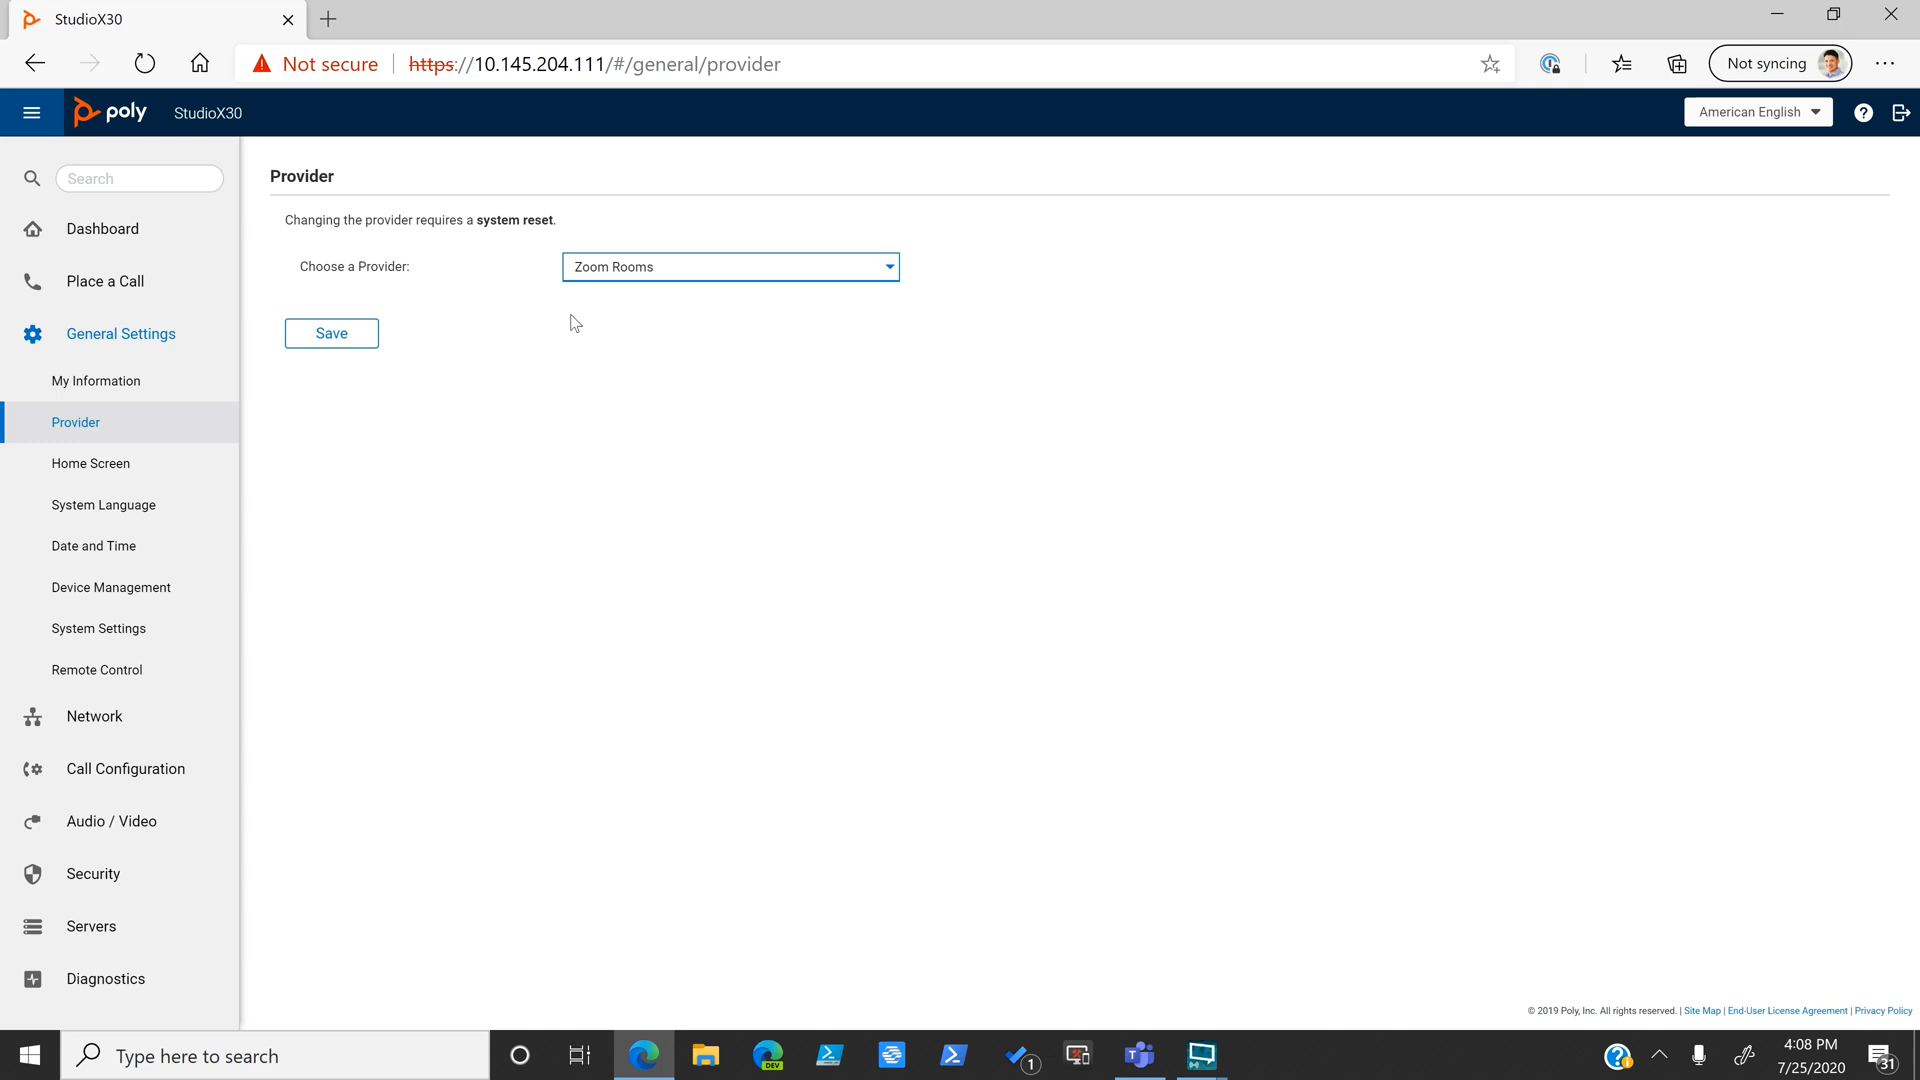 StudioX30
Not secure
https://10.145.204.111/#/general/provider
Not syncing
poly
StudioX30
American English
?
Search
Dashboard
Place a Call
General Settings
My Information
Provider
Home Screen
System Language
Date and Time
Device Management
System Settings
Remote Control
Network
Call Configuration
Audio / Video
Security
Servers
Diagnostics
Provider
Changing the provider requires a system reset.
Choose a Provider:
Zoom Rooms
Save
© 2019 Poly, Inc. All rights reserved. | Site Map | End-User License Agreement | Privacy Policy
Type here to search
DEV
1
T
?
4:08 PM
7/25/2020
31